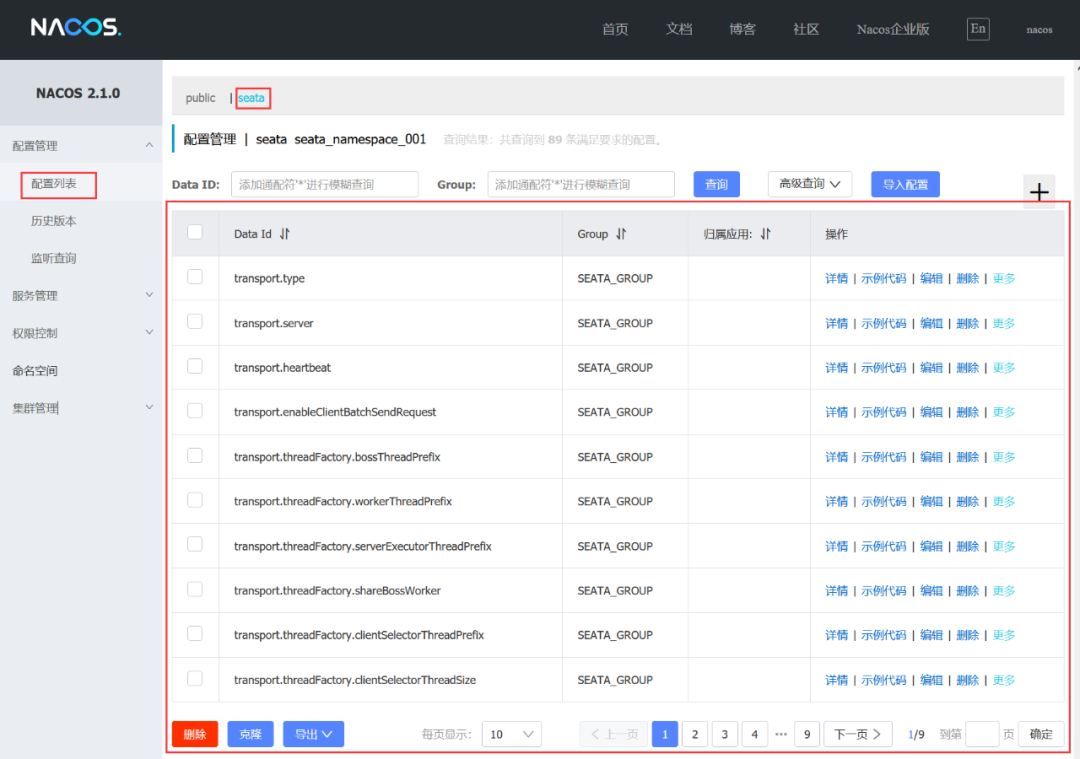 NACOS.
首页 文档 博客 社区 Nacos企业版 En nacos
NACOS 2.1.0
配置管理
配置列表
历史版本
监听查询
服务管理
权限控制
命名空间
集群管理
public | seata
配置管理 | seata seata_namespace_001 查询结果：共查询到 89 条满足要求的配置。
Data ID: 添加通配符'*'进行模糊查询 Group: 添加通配符'*'进行模糊查询 查询 高级查询 导入配置 +
Data Id Group 归属应用: 操作
transport.type SEATA_GROUP 详情 | 示例代码 | 编辑 | 删除 | 更多
transport.server SEATA_GROUP 详情 | 示例代码 | 编辑 | 删除 | 更多
transport.heartbeat SEATA_GROUP 详情 | 示例代码 | 编辑 | 删除 | 更多
transport.enableClientBatchSendRequest SEATA_GROUP 详情 | 示例代码 | 编辑 | 删除 | 更多
transport.threadFactory.bossThreadPrefix SEATA_GROUP 详情 | 示例代码 | 编辑 | 删除 | 更多
transport.threadFactory.workerThreadPrefix SEATA_GROUP 详情 | 示例代码 | 编辑 | 删除 | 更多
transport.threadFactory.serverExecutorThreadPrefix SEATA_GROUP 详情 | 示例代码 | 编辑 | 删除 | 更多
transport.threadFactory.shareBossWorker SEATA_GROUP 详情 | 示例代码 | 编辑 | 删除 | 更多
transport.threadFactory.clientSelectorThreadPrefix SEATA_GROUP 详情 | 示例代码 | 编辑 | 删除 | 更多
transport.threadFactory.clientSelectorThreadSize SEATA_GROUP 详情 | 示例代码 | 编辑 | 删除 | 更多
删除 克隆 导出 每页显示: 10 < 上一页 1 2 3 4 ••• 9 下一页 > 1/9 到第 页 确定